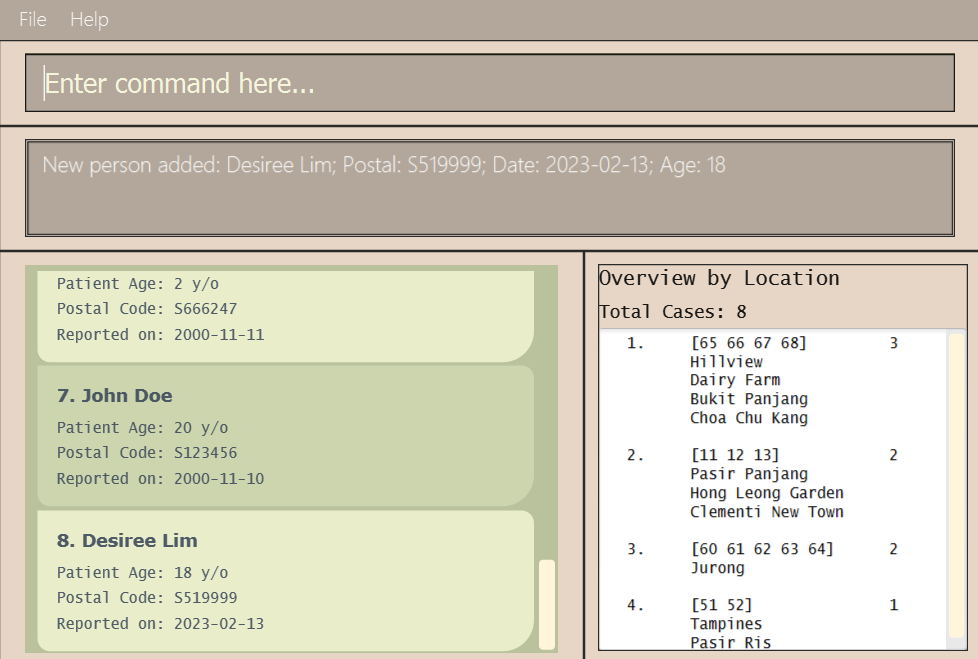 File Help
Enter command here...
New person added: Desiree Lim; Postal: S519999; Date: 2023-02-13; Age: 18
Patient Age: 2 y/o
Postal Code: S666247
Reported on: 2000-11-11
7. John Doe
Patient Age: 20 y/o
Postal Code: S123456
Reported on: 2000-11-10
8. Desiree Lim
Patient Age: 18 y/o
Postal Code: S519999
Reported on: 2023-02-13
Overview by Location
Total Cases: 8
1. [65 66 67 68] 3
Hillview
Dairy Farm
Bukit Panjang
Choa Chu Kang
2. [11 12 13] 2
Pasir Panjang
Hong Leong Garden
Clementi New Town
3. [60 61 62 63 64] 2
Jurong
4. [51 52] 1
Tampines
Pasir Ris